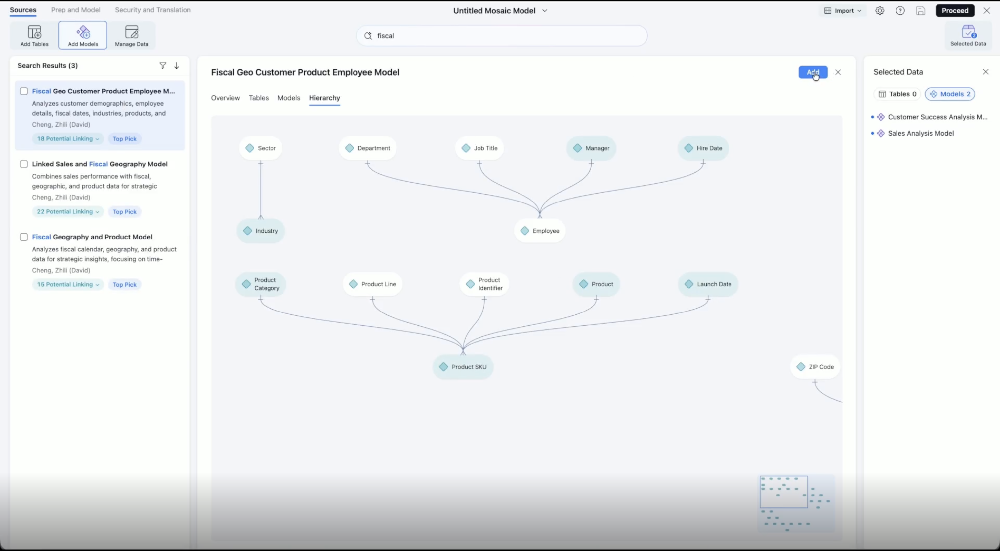 Sources
Prep and Model
Security and Translation
Untitled Mosaic Model
Import
Proceed
Add Tables
Add Models
Manage Data
fiscal
2
Selected Data
Search Results (3)
Fiscal Geo Customer Product Employee M...
Analyzes customer demographics, employee
details, fiscal dates, industries, products, and
Cheng, Zhili (David)
18 Potential Linking
Top Pick
Linked Sales and Fiscal Geography Model
Combines sales performance with fiscal,
geographic, and product data for strategic
Cheng, Zhili (David)
22 Potential Linking
Top Pick
Fiscal Geography and Product Model
Analyzes fiscal calendar, geography, and product
data for strategic insights, focusing on time-
Cheng, Zhili (David)
15 Potential Linking
Top Pick
Fiscal Geo Customer Product Employee Model
Add
Overview
Tables
Models
Hierarchy
Sector
Department
Job Title
Manager
Hire Date
Industry
Employee
Product
Category
Product Line
Product
Identifier
Product
Launch Date
Product SKU
ZIP Code
Selected Data
Tables 0
Models 2
Customer Success Analysis M...
Sales Analysis Model